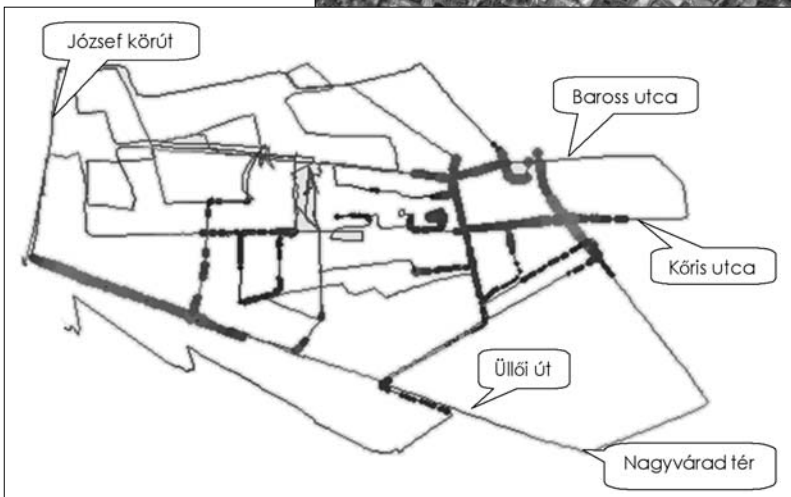 József körút
Baross utca
Kőris utca
Üllői út
Nagyvárad tér